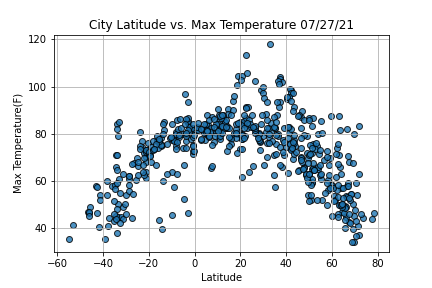 City Latitude vs. Max Temperature 07/27/21
120
100
80
60
40
Max Temperature(F)
−60 −40 −20 0 20 40 60 80
Latitude